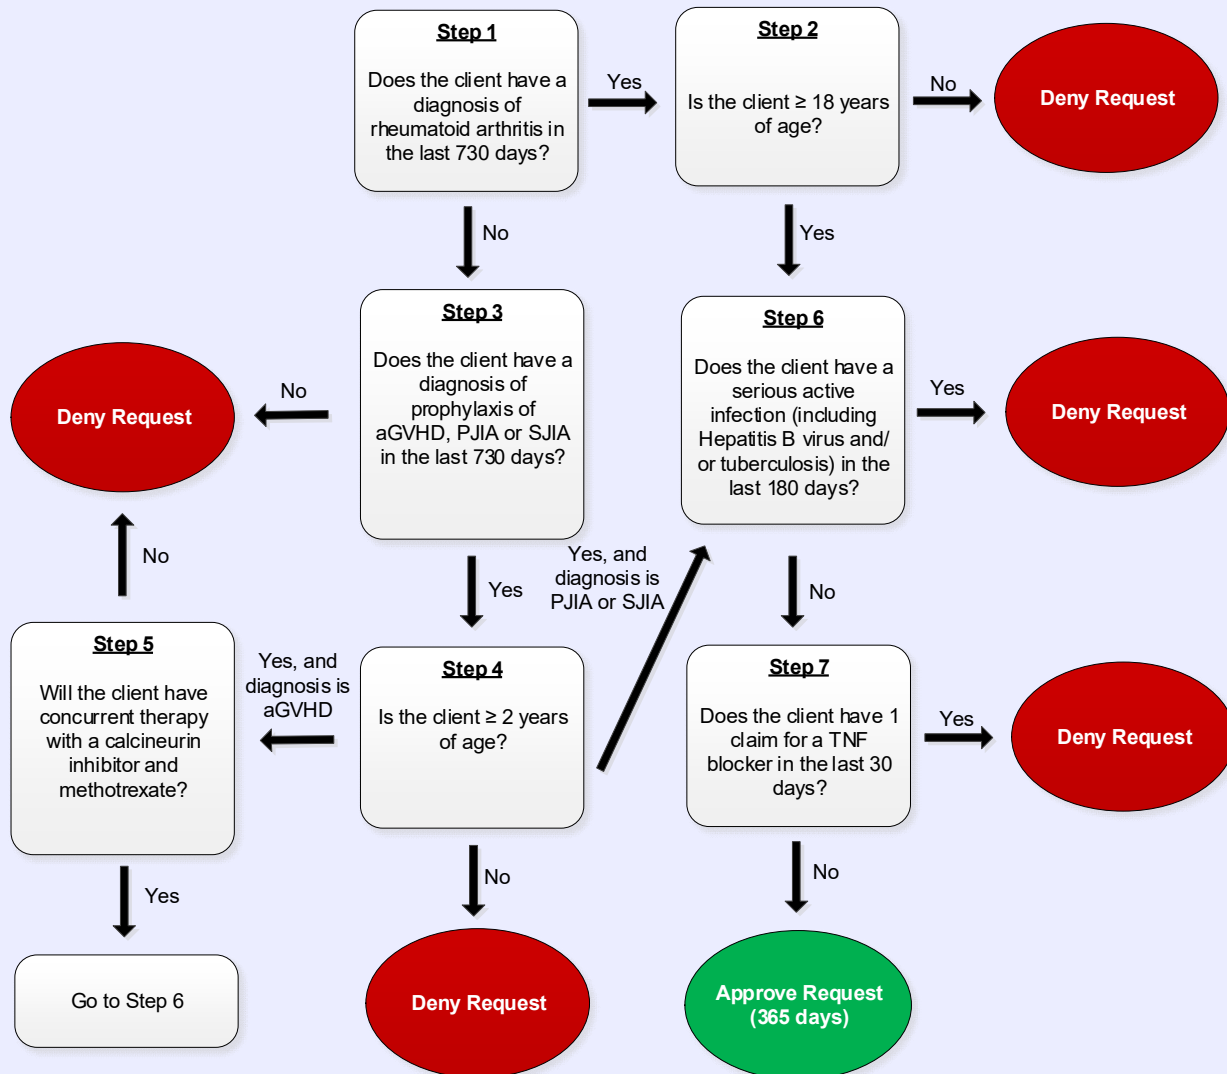 Step 1
Does the client have a
diagnosis of
rheumatoid arthritis in
the last 730 days?
Yes
Step 2
Is the client ≥ 18 years
of age?
No
Deny Request
No
Yes
Step 3
Does the client have a
diagnosis of
prophylaxis of
aGVHD, PJIA or SJIA
in the last 730 days?
No
Deny Request
Step 6
Does the client have a
serious active
infection (including
Hepatitis B virus and/
or tuberculosis) in the
last 180 days?
Yes
Deny Request
No
Yes
Yes, and
diagnosis is
PJIA or SJIA
No
Step 5
Will the client have
concurrent therapy
with a calcineurin
inhibitor and
methotrexate?
Yes, and
diagnosis is
aGVHD
Step 4
Is the client ≥ 2 years
of age?
Step 7
Does the client have 1
claim for a TNF
blocker in the last 30
days?
Yes
Deny Request
Yes
No
No
Go to Step 6
Deny Request
Approve Request
(365 days)